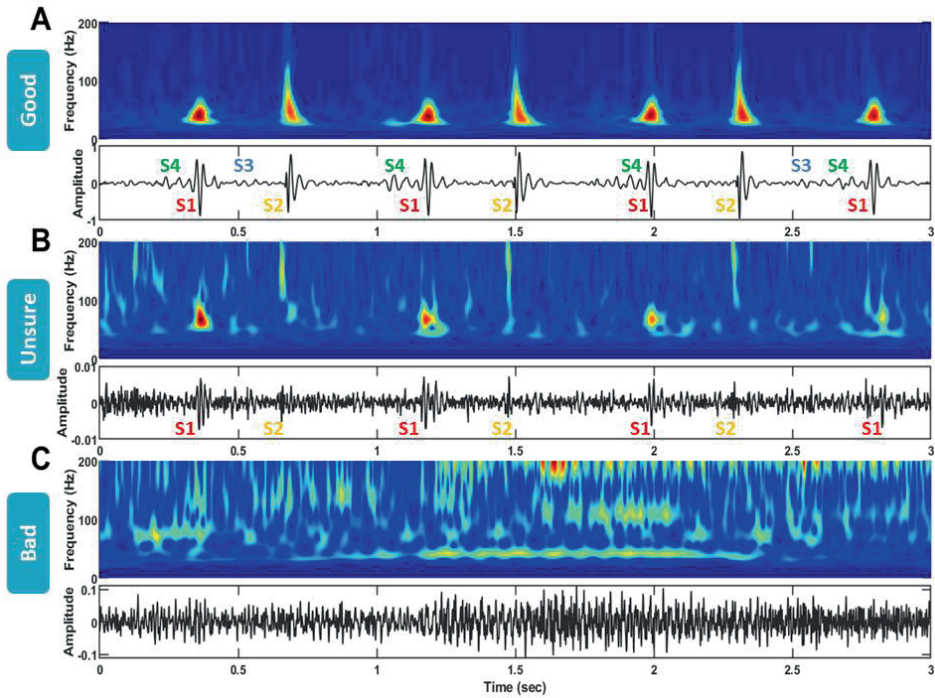 A
Good
Frequency (Hz)
200
100
0
Amplitude
0
-1
S4 S3 S4 S4 S3 S4
S1 S2 S1 S2 S1 S2 S1
0 0.5 1 1.5 2 2.5 3
B
Unsure
Frequency (Hz)
200
100
0
Amplitude
0.01
0
-0.01
S1 S2 S1 S2 S1 S2 S1
0 0.5 1 1.5 2 2.5 3
C
Bad
Frequency (Hz)
200
100
0
Amplitude
0.1
0
-0.1
0 0.5 1 1.5 2 2.5 3
Time (sec)